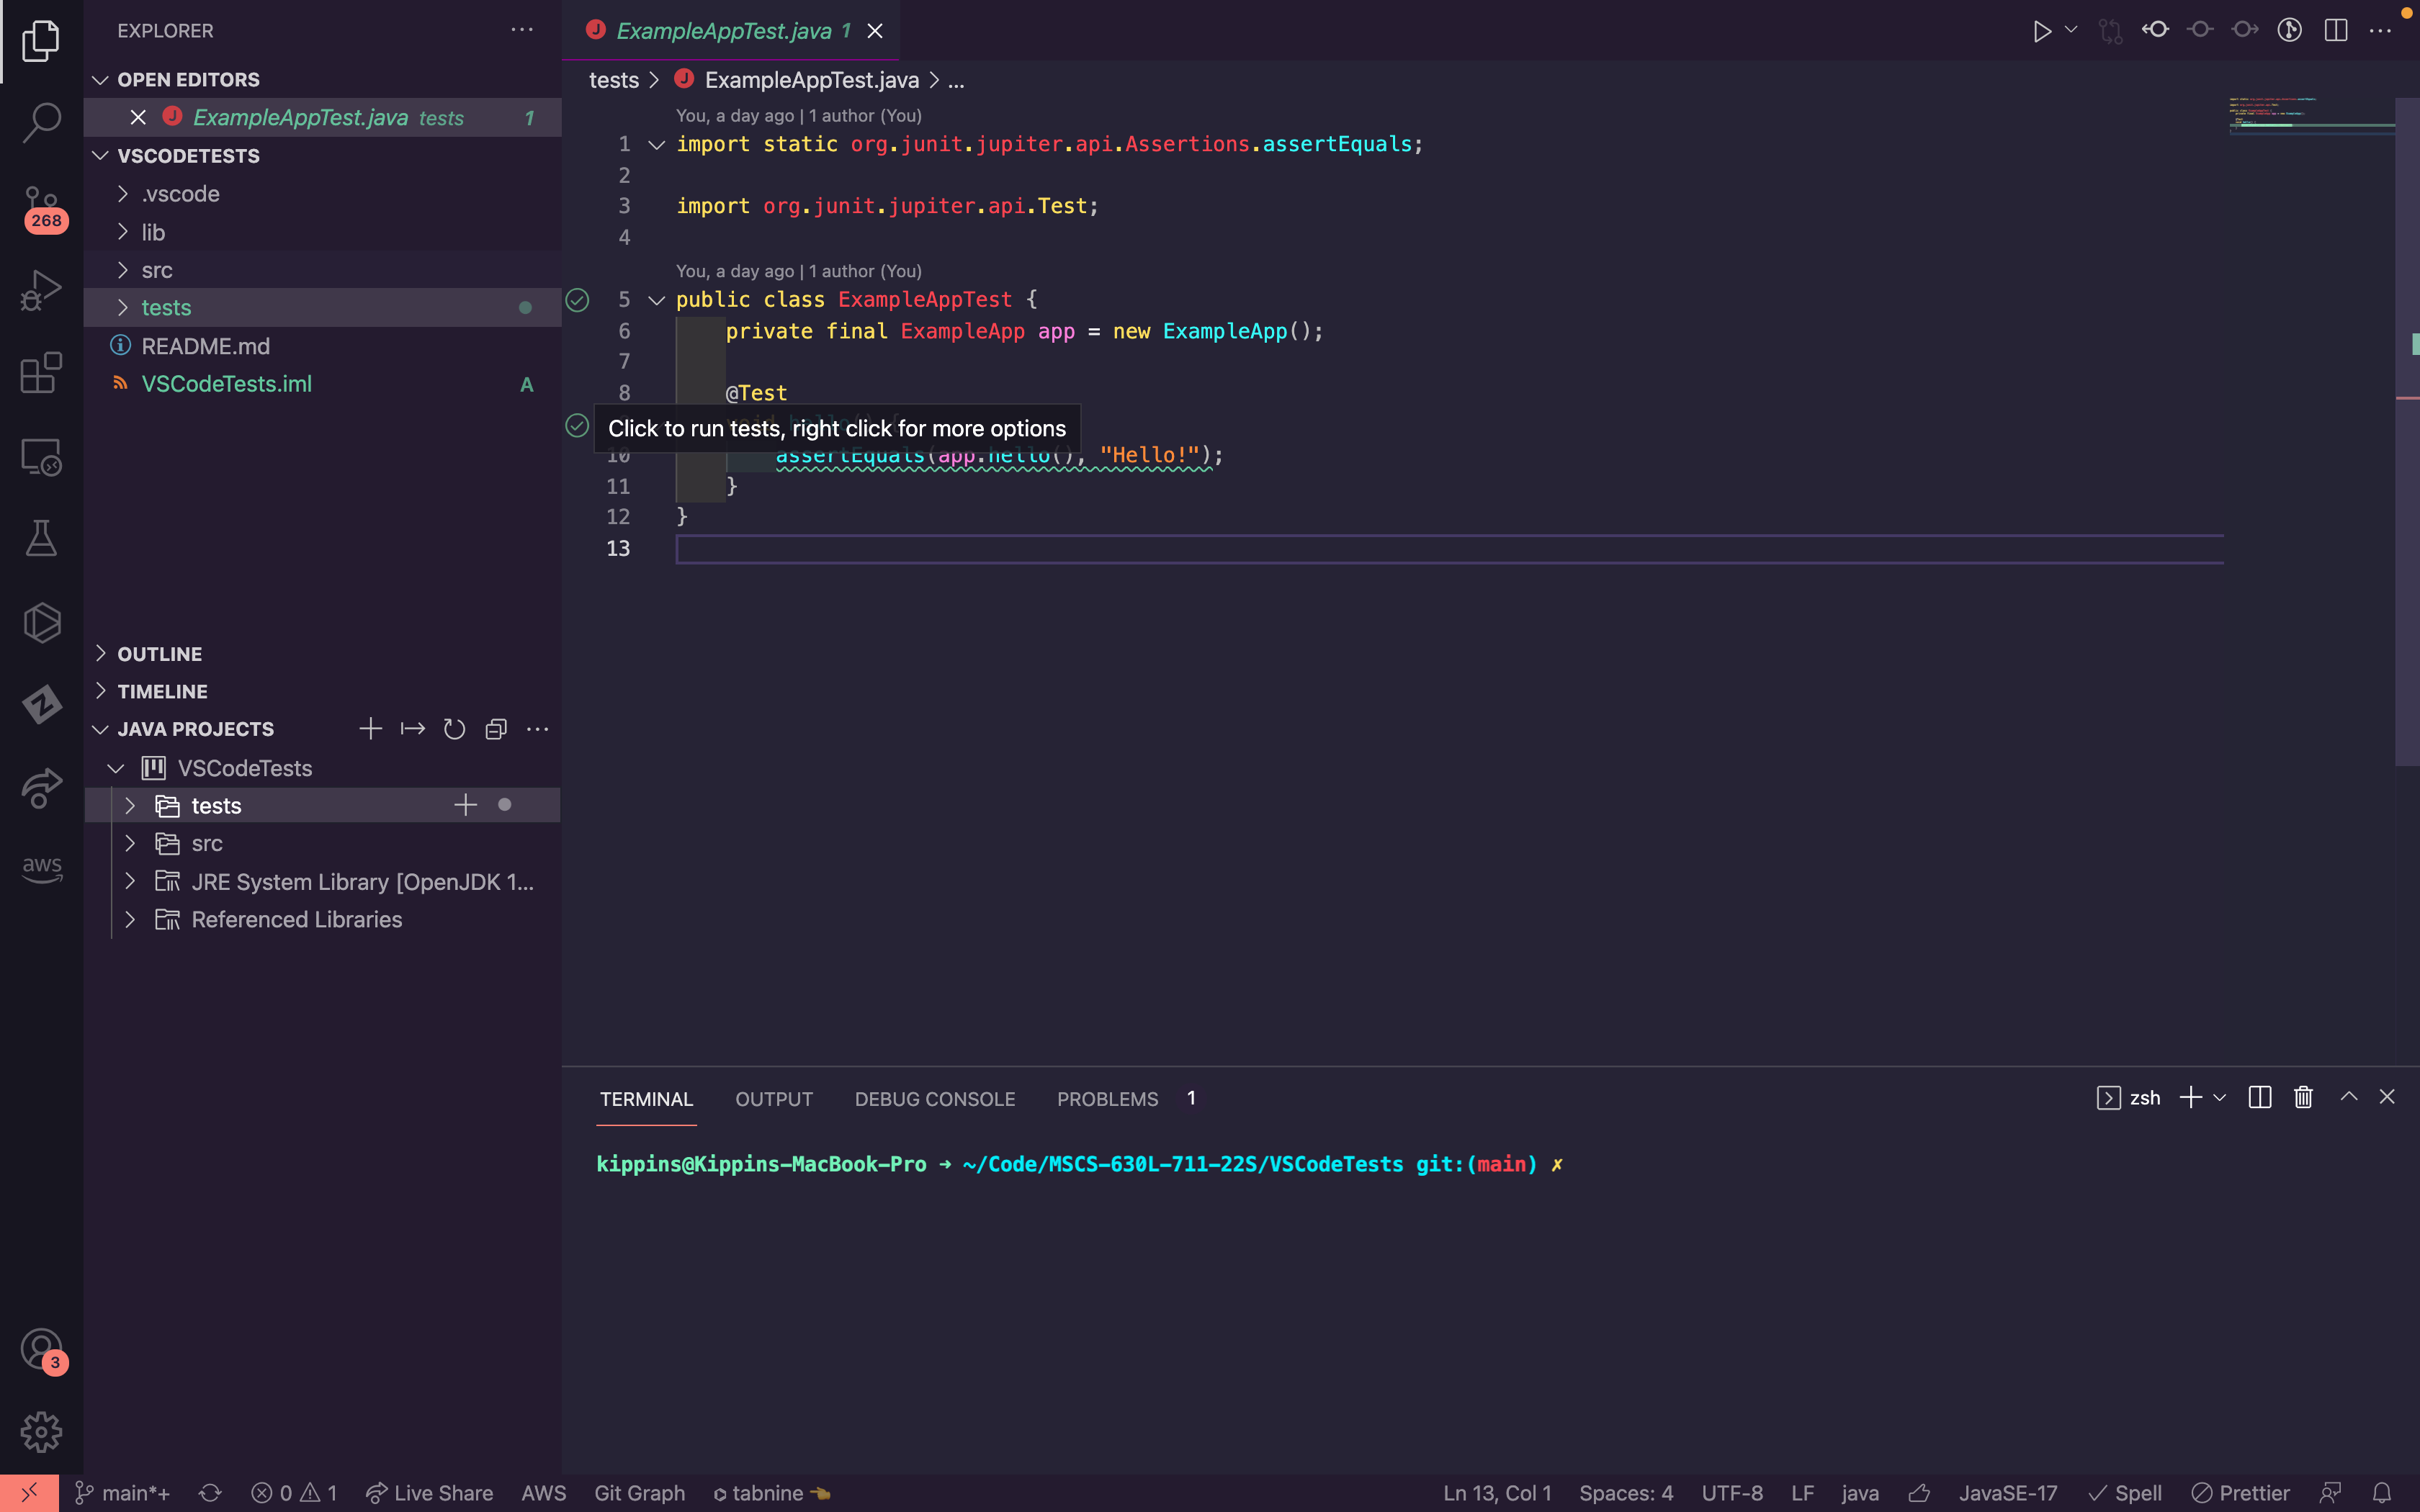 EXPLORER
OPEN EDITORS
ExampleAppTest.java tests 1
VSCODETESTS
.vscode
lib
src
tests
README.md
VSCodeTests.iml A
268
aws
3
OUTLINE
TIMELINE
JAVA PROJECTS
VSCodeTests
tests
src
JRE System Library [OpenJDK 1...
Referenced Libraries
ExampleAppTest.java 1
tests > ExampleAppTest.java > ...
You, a day ago | 1 author (You)
1 import static org.junit.jupiter.api.Assertions.assertEquals;
2
3 import org.junit.jupiter.api.Test;
4
You, a day ago | 1 author (You)
5 public class ExampleAppTest {
6 private final ExampleApp app = new ExampleApp();
7
8 @Test
9 void hello() {
Click to run tests, right click for more options
10 assertEquals(app.hello(), "Hello!");
11 }
12 }
13
TERMINAL OUTPUT DEBUG CONSOLE PROBLEMS 1
zsh
kippins@Kippins-MacBook-Pro → ~/Code/MSCS-630L-711-22S/VSCodeTests git:(main) ✗
main*+ 0 1 Live Share AWS Git Graph tabnine Ln 13, Col 1 Spaces: 4 UTF-8 LF java JavaSE-17 Spell Prettier